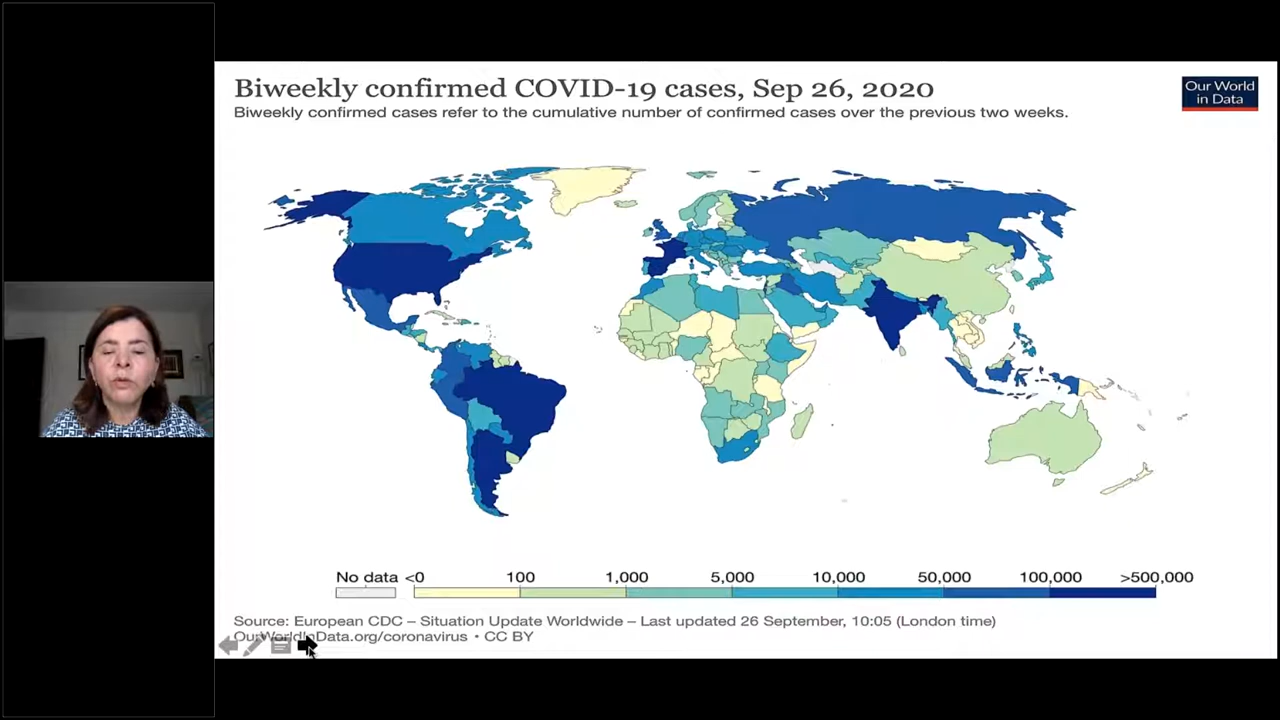 Biweekly confirmed COVID-19 cases, Sep 26, 2020
Biweekly confirmed cases refer to the cumulative number of confirmed cases over the previous two weeks.
Our World
in Data
No data <0 100 1,000 5,000 10,000 50,000 100,000 >500,000
Source: European CDC – Situation Update Worldwide – Last updated 26 September, 10:05 (London time)
OurWorldInData.org/coronavirus • CC BY